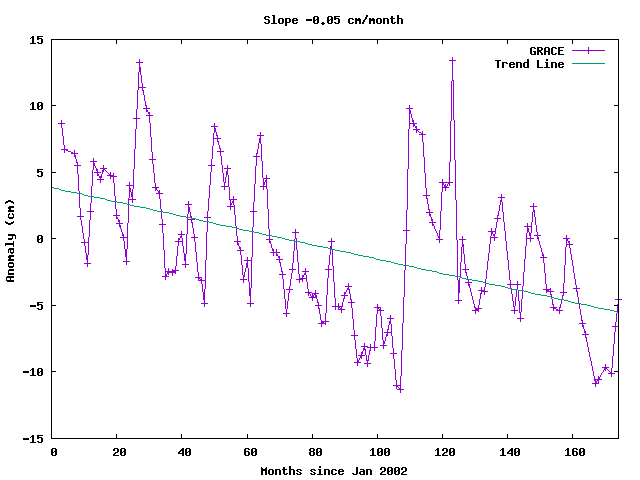 Slope -0.05 cm/month
GRACE
Trend Line
15
10
5
0
-5
-10
-15
Anomaly (cm)
0 20 40 60 80 100 120 140 160
Months since Jan 2002